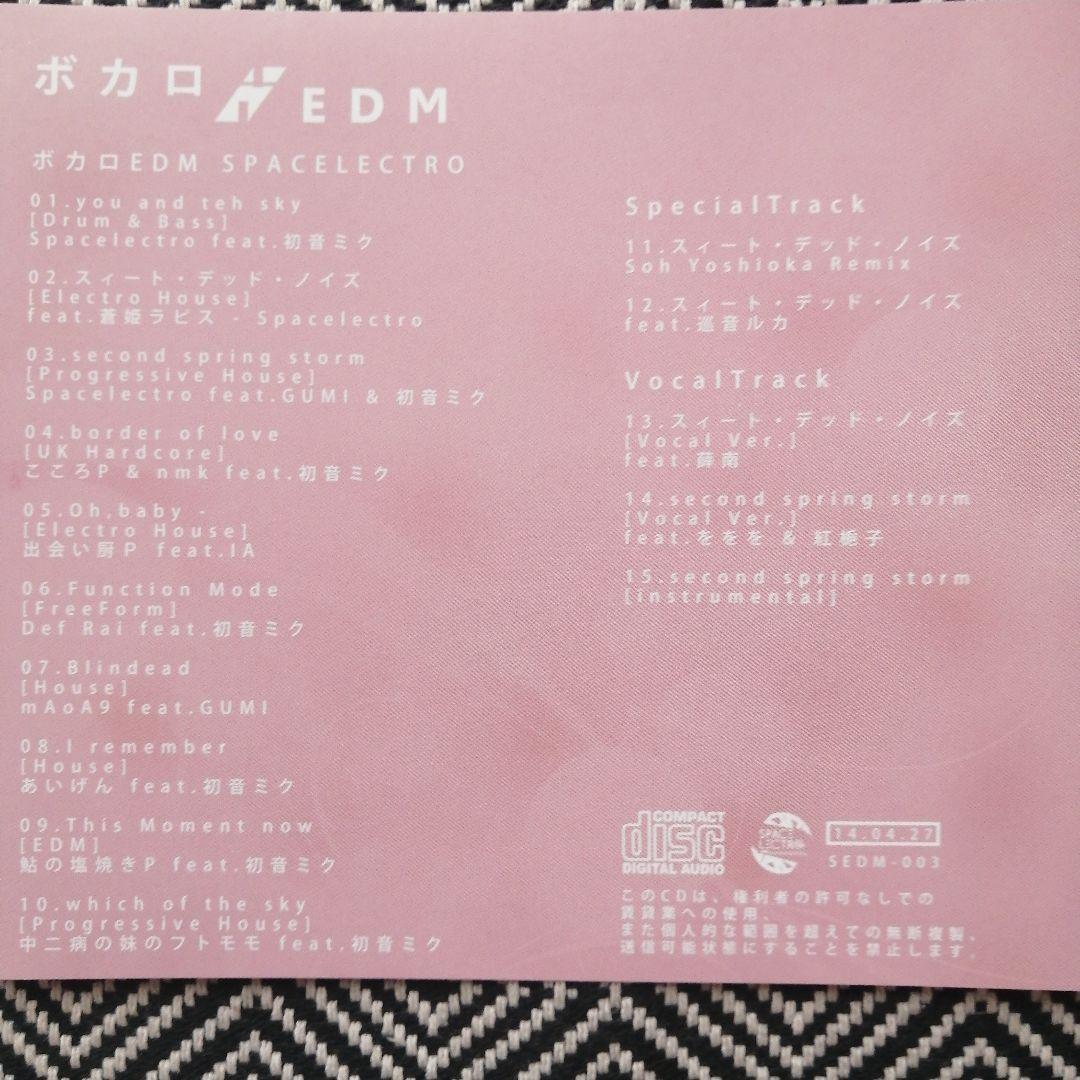 ボカロ EDM
ボカロEDM SPACELECTRO
01.you and teh sky
[Drum & Bass]
Spacelectro feat.初音ミク
02.スィート・デッド・ノイズ
[Electro House]
feat.蒼姫ラピス - Spacelectro
03.second spring storm
[Progressive House]
Spacelectro feat.GUMI & 初音ミク
04.border of love
[UK Hardcore]
こころP & nmk feat.初音ミク
05.Oh,baby -
[Electro House]
出会い厨P feat.IA
06.Function Mode
[FreeForm]
Def Rai feat.初音ミク
07.Blindead
[House]
mAoA9 feat.GUMI
08.I remember
[House]
あいげん feat.初音ミク
09.This Moment now
[EDM]
鮎の塩焼きP feat.初音ミク
10.which of the sky
[Progressive House]
中二病の妹のフトモモ feat.初音ミク
SpecialTrack
11.スィート・デッド・ノイズ
Soh Yoshioka Remix
12.スィート・デッド・ノイズ
feat.巡音ルカ
VocalTrack
13.スィート・デッド・ノイズ
[Vocal Ver.]
feat.薛南
14.second spring storm
[Vocal Ver.]
feat.ををを & 紅梔子
15.second spring storm
[instrumental]
COMPACT
disc
DIGITAL AUDIO
SPACE
LECTRO
14.04.27
SEDM-003
このCDは、権利者の許可なしでの
賃貸業への使用、
また個人的な範囲を超えての無断複製、
送信可能状態にすることを禁止します。